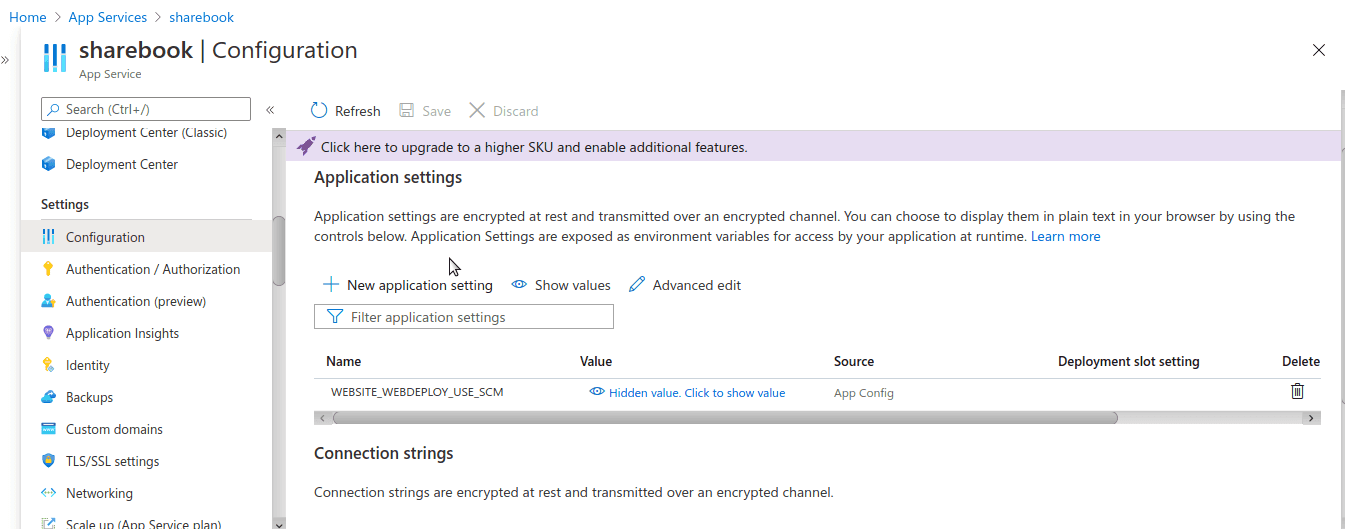 Home > App Services > sharebook
»
sharebook | Configuration
App Service
Search (Ctrl+/)
«
Deployment Center (Classic)
Deployment Center
Settings
Configuration
Authentication / Authorization
Authentication (preview)
Application Insights
Identity
Backups
Custom domains
TLS/SSL settings
Networking
Scale up (App Service plan)
Refresh Save Discard
Click here to upgrade to a higher SKU and enable additional features.
Application settings
Application settings are encrypted at rest and transmitted over an encrypted channel. You can choose to display them in plain text in your browser by using the
controls below. Application Settings are exposed as environment variables for access by your application at runtime. Learn more
New application setting Show values Advanced edit
Filter application settings
Name Value Source Deployment slot setting Delete
WEBSITE_WEBDEPLOY_USE_SCM Hidden value. Click to show value App Config
Connection strings
Connection strings are encrypted at rest and transmitted over an encrypted channel.